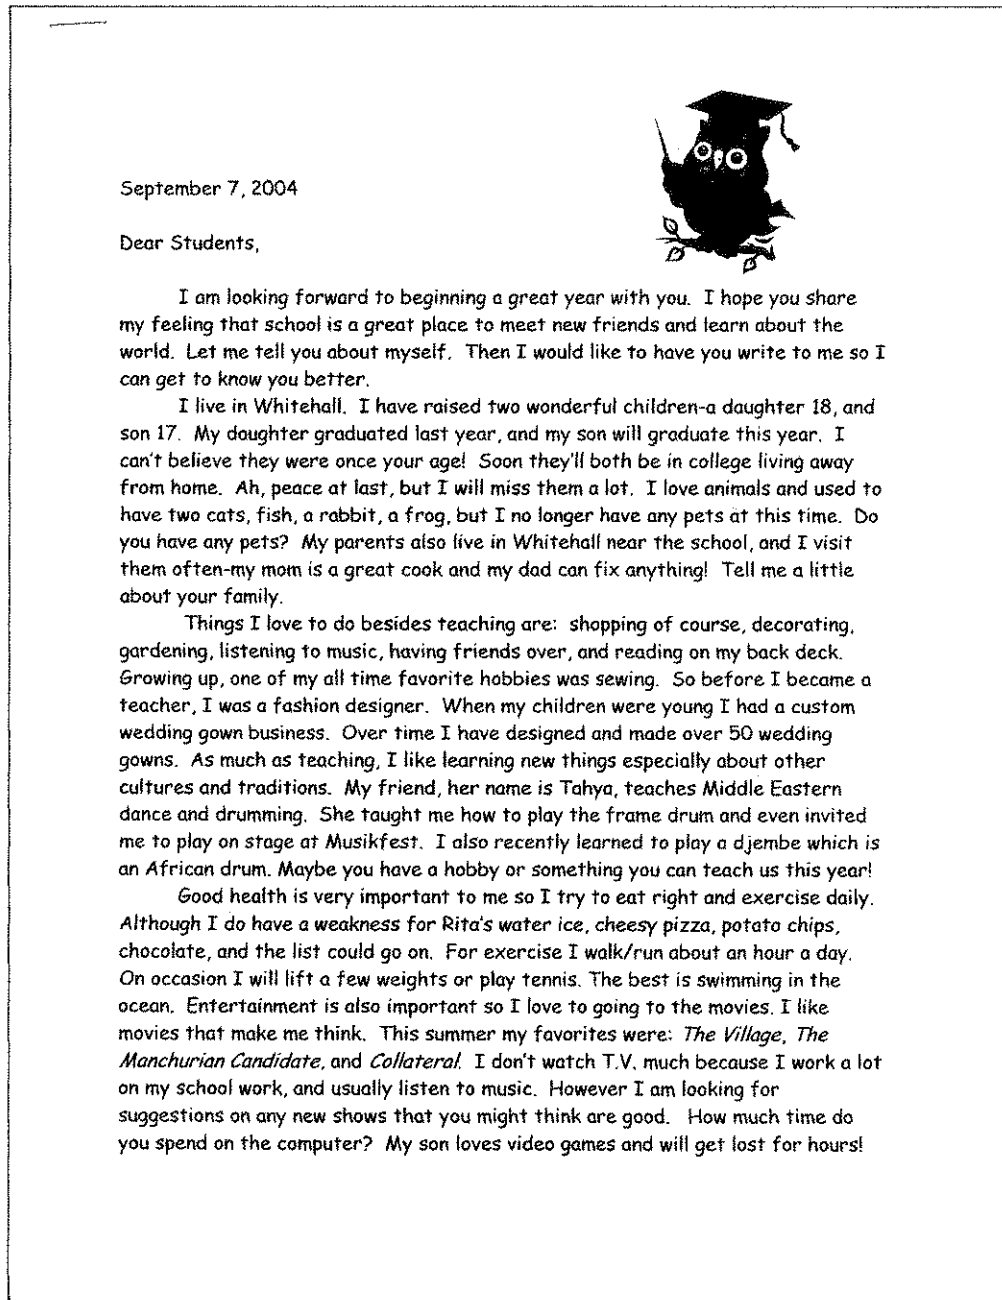 September 7, 2004
Dear Students,
I am looking forward to beginning a great year with you. I hope you share
my feeling that school is a great place to meet new friends and learn about the
world. Let me tell you about myself. Then I would like to have you write to me so I
can get to know you better.
I live in Whitehall. I have raised two wonderful children-a daughter 18, and
son 17. My daughter graduated last year, and my son will graduate this year. I
can't believe they were once your age! Soon they'll both be in college living away
from home. Ah, peace at last, but I will miss them a lot. I love animals and used to
have two cats, fish, a rabbit, a frog, but I no longer have any pets at this time. Do
you have any pets? My parents also live in Whitehall near the school, and I visit
them often-my mom is a great cook and my dad can fix anything! Tell me a little
about your family.
Things I love to do besides teaching are: shopping of course, decorating,
gardening, listening to music, having friends over, and reading on my back deck.
Growing up, one of my all time favorite hobbies was sewing. So before I became a
teacher, I was a fashion designer. When my children were young I had a custom
wedding gown business. Over time I have designed and made over 50 wedding
gowns. As much as teaching, I like learning new things especially about other
cultures and traditions. My friend, her name is Tahya, teaches Middle Eastern
dance and drumming. She taught me how to play the frame drum and even invited
me to play on stage at Musikfest. I also recently learned to play a djembe which is
an African drum. Maybe you have a hobby or something you can teach us this year!
Good health is very important to me so I try to eat right and exercise daily.
Although I do have a weakness for Rita's water ice, cheesy pizza, potato chips,
chocolate, and the list could go on. For exercise I walk/run about an hour a day.
On occasion I will lift a few weights or play tennis. The best is swimming in the
ocean. Entertainment is also important so I love to going to the movies. I like
movies that make me think. This summer my favorites were: The Village, The
Manchurian Candidate, and Collateral. I don't watch T.V. much because I work a lot
on my school work, and usually listen to music. However I am looking for
suggestions on any new shows that you might think are good. How much time do
you spend on the computer? My son loves video games and will get lost for hours!